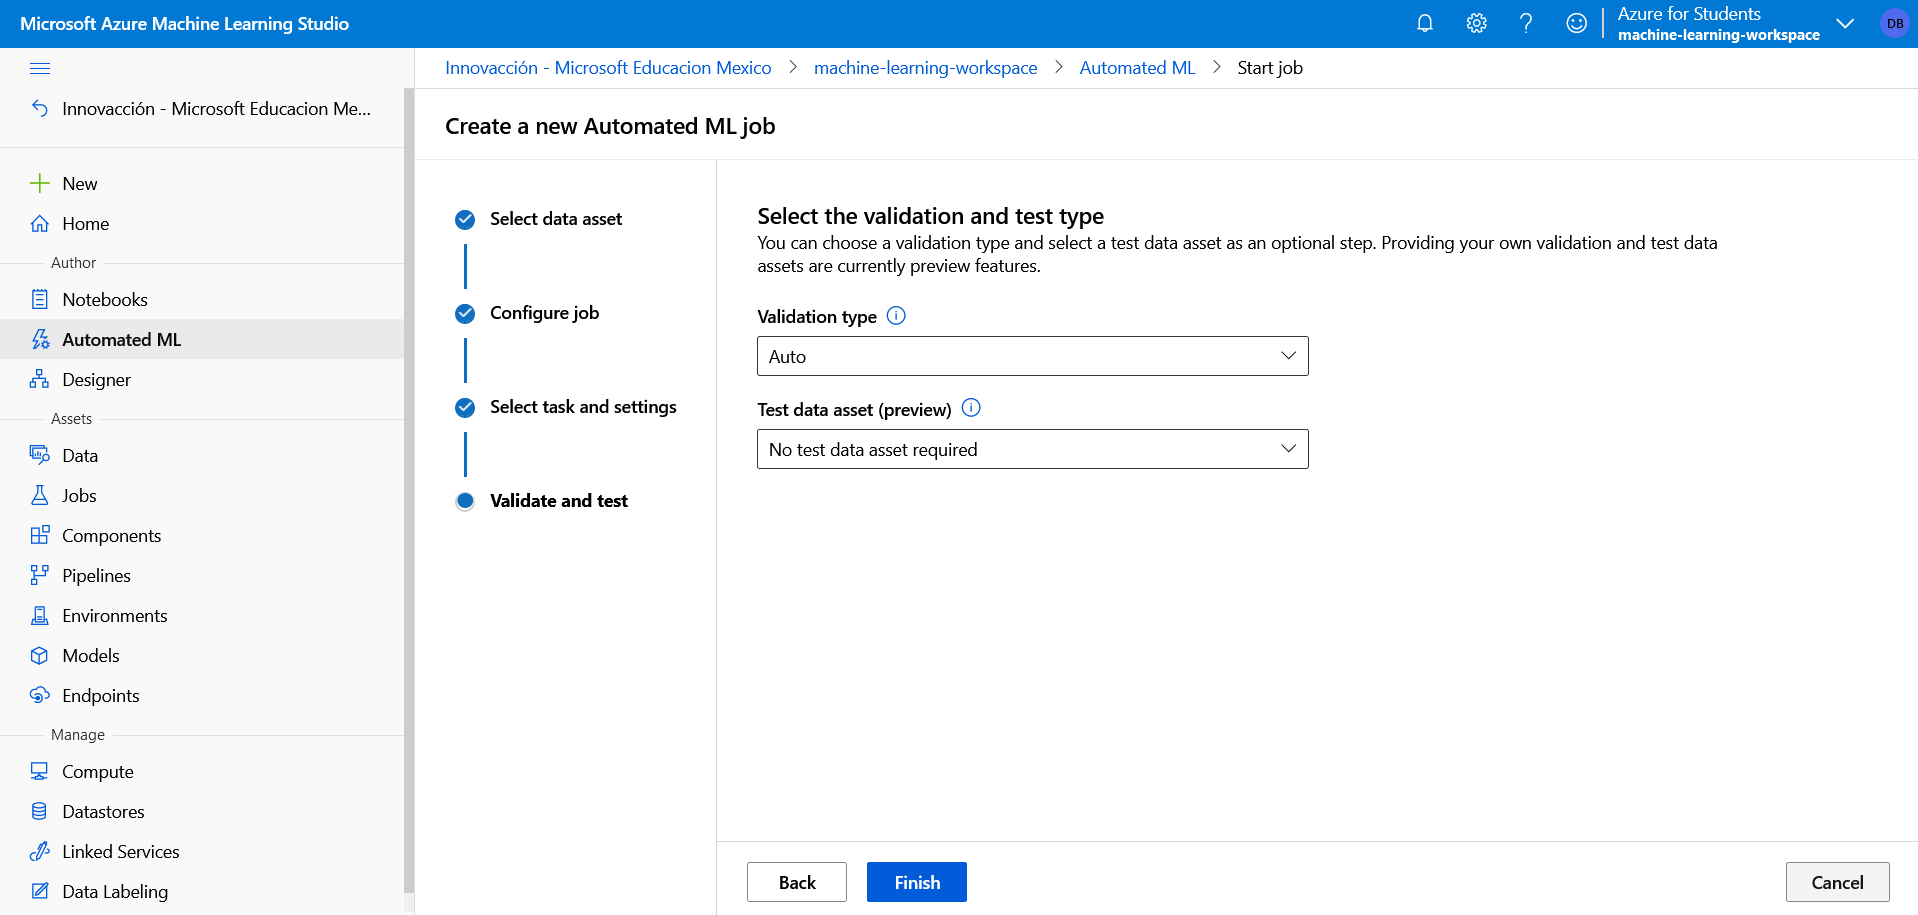 Microsoft Azure Machine Learning Studio
Azure for Students
machine-learning-workspace
DB
Innovacción - Microsoft Educacion Me...
New
Home
Author
Notebooks
Automated ML
Designer
Assets
Data
Jobs
Components
Pipelines
Environments
Models
Endpoints
Manage
Compute
Datastores
Linked Services
Data Labeling
Innovacción - Microsoft Educacion Mexico > machine-learning-workspace > Automated ML > Start job
Create a new Automated ML job
Select data asset
Configure job
Select task and settings
Validate and test
Select the validation and test type
You can choose a validation type and select a test data asset as an optional step. Providing your own validation and test data
assets are currently preview features.
Validation type
Auto
Test data asset (preview)
No test data asset required
Back
Finish
Cancel